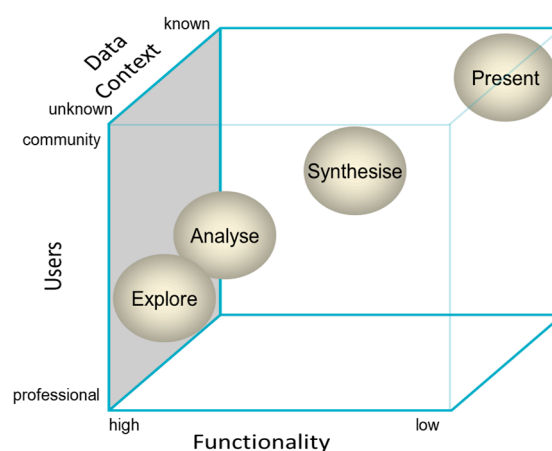 known
Data
Context
unknown
community
Present
Synthesise
Analyse
Users
Explore
professional
high
low
Functionality